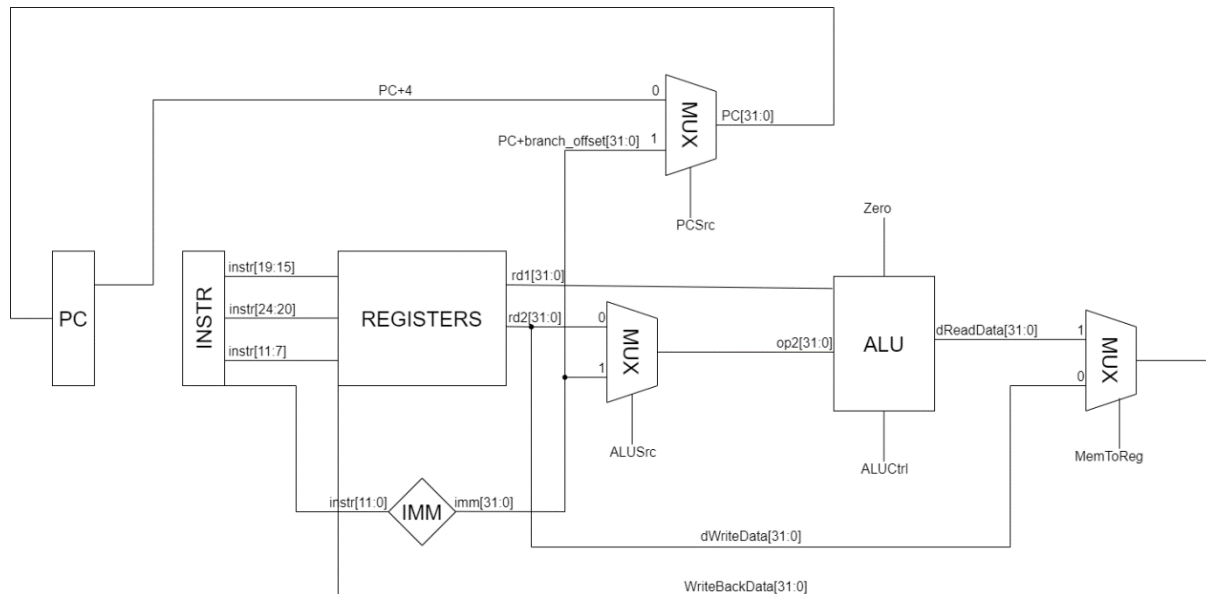 PC+4
0
MUX
PC[31:0]
PC+branch_offset[31:0]
1
PCSrc
Zero
PC
INSTR
instr[19:15]
instr[24:20]
instr[11:7]
REGISTERS
rd1[31:0]
rd2[31:0]
0
MUX
1
ALUSrc
op2[31:0]
ALU
ALUCtrl
dReadData[31:0]
1
MUX
0
MemToReg
instr[11:0]
IMM
imm[31:0]
dWriteData[31:0]
WriteBackData[31:0]